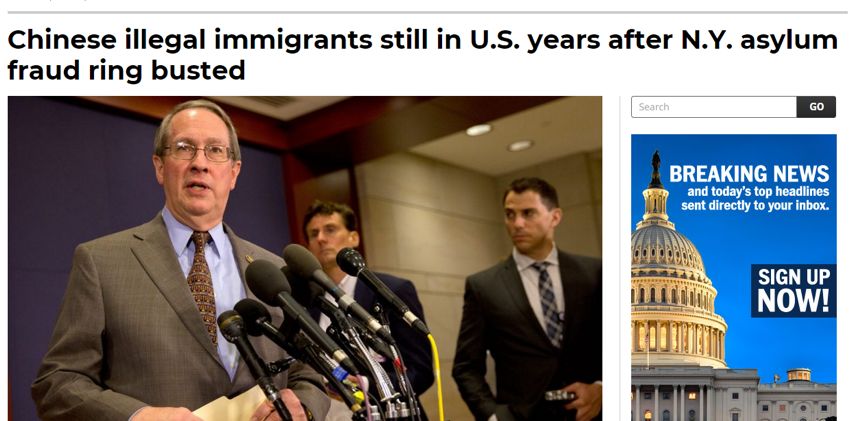 Chinese illegal immigrants still in U.S. years after N.Y. asylum
fraud ring busted
Search
GO
BREAKING NEWS
and today's top headlines
sent directly to your inbox.
SIGN UP
NOW!